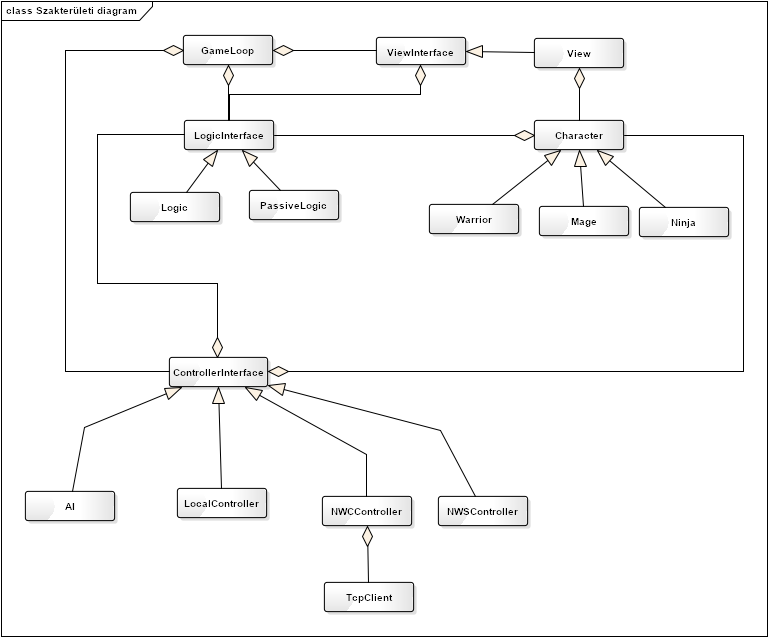 class Szakterületi diagram
GameLoop
ViewInterface
View
LogicInterface
Character
Logic
PassiveLogic
Warrior
Mage
Ninja
ControllerInterface
AI
LocalController
NWCController
NWSController
TcpClient